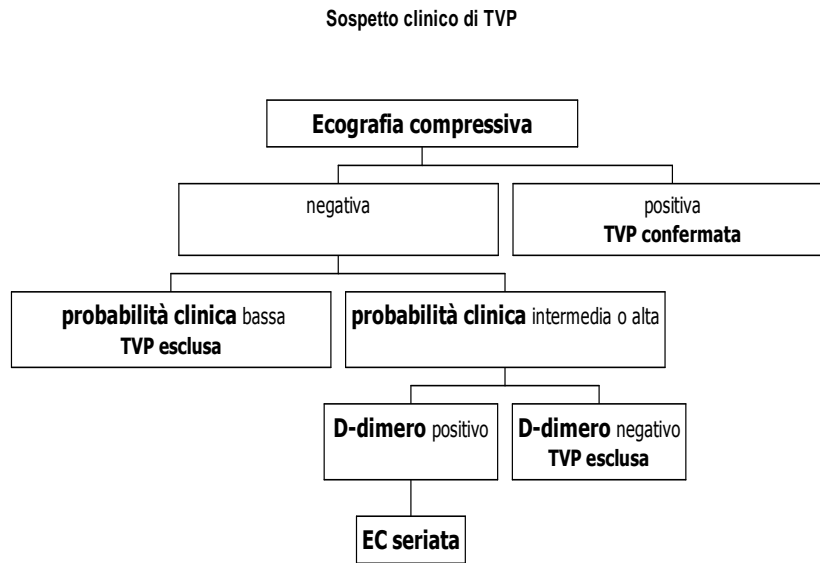 Sospetto clinico di TVP
Ecografia compressiva
negativa
positiva
TVP confermata
probabilità clinica bassa
TVP esclusa
probabilità clinica intermedia o alta
D-dimero positivo
D-dimero negativo
TVP esclusa
EC seriata